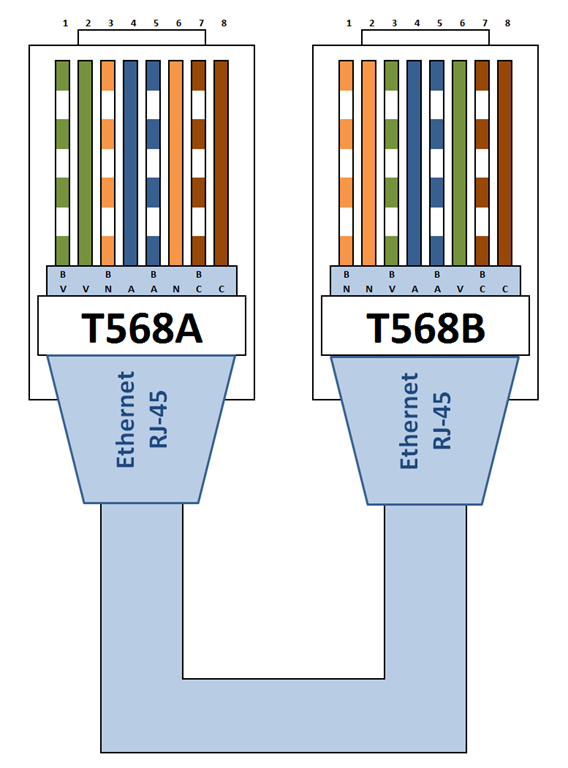 1 2 3 4 5 6 7 8
B B B B
V V N A A N C C
T568A
Ethernet
RJ-45
1 2 3 4 5 6 7 8
B B B B
N N V A A V C C
T568B
Ethernet
RJ-45